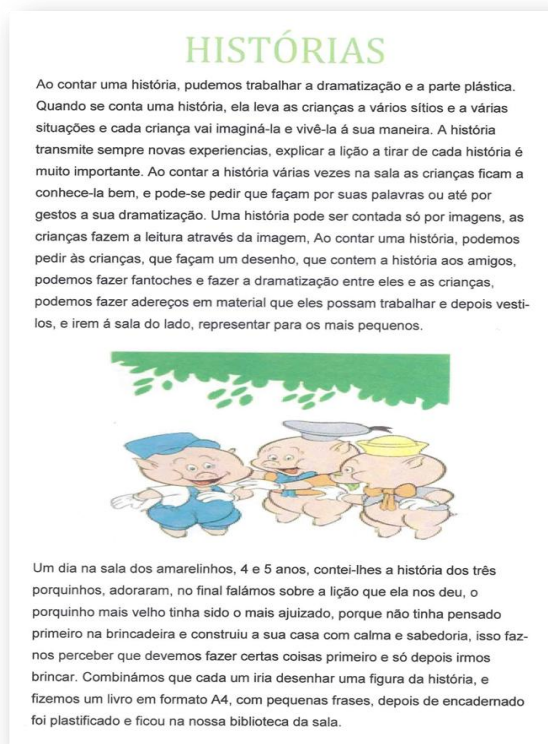 HISTÓRIAS
Ao contar uma história, pudemos trabalhar a dramatização e a parte plástica.
Quando se conta uma história, ela leva as crianças a vários sítios e a várias
situações e cada criança vai imaginá-la e vivê-la á sua maneira. A história
transmite sempre novas experiencias, explicar a lição a tirar de cada história é
muito importante. Ao contar a história várias vezes na sala as crianças ficam a
conhece-la bem, e pode-se pedir que façam por suas palavras ou até por
gestos a sua dramatização. Uma história pode ser contada só por imagens, as
crianças fazem a leitura através da imagem, Ao contar uma história, podemos
pedir às crianças, que façam um desenho, que contem a história aos amigos,
podemos fazer fantoches e fazer a dramatização entre eles e as crianças,
podemos fazer adereços em material que eles possam trabalhar e depois vesti-
los, e irem á sala do lado, representar para os mais pequenos.
Um dia na sala dos amarelinhos, 4 e 5 anos, contei-lhes a história dos três
porquinhos, adoraram, no final falámos sobre a lição que ela nos deu, o
porquinho mais velho tinha sido o mais ajuizado, porque não tinha pensado
primeiro na brincadeira e construiu a sua casa com calma e sabedoria, isso faz-
nos perceber que devemos fazer certas coisas primeiro e só depois irmos
brincar. Combinámos que cada um iria desenhar uma figura da história, e
fizemos um livro em formato A4, com pequenas frases, depois de encadernado
foi plastificado e ficou na nossa biblioteca da sala.